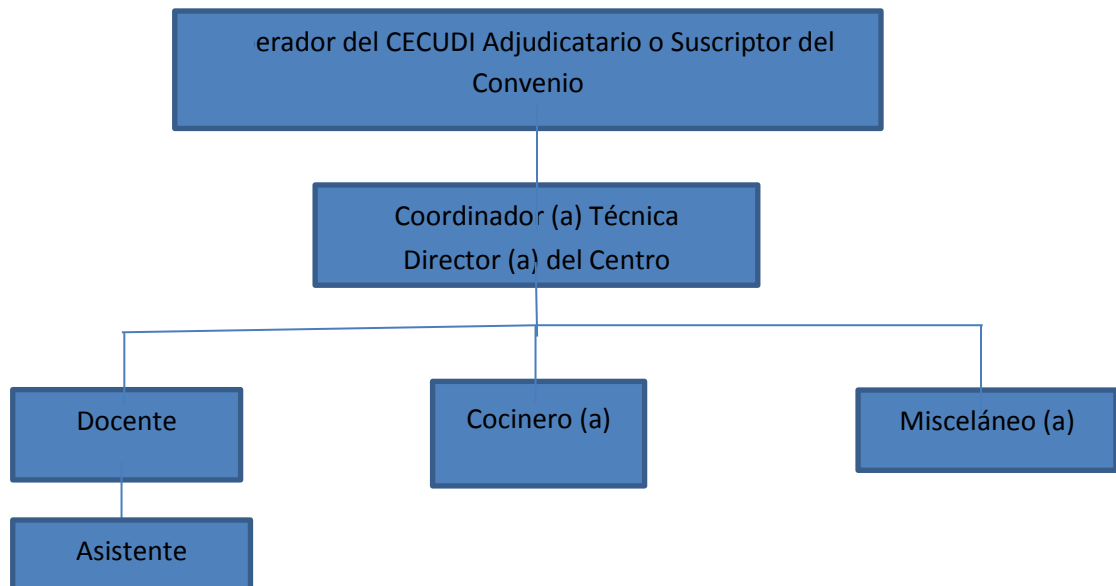 erador del CECUDI Adjudicatario o Suscriptor del
Convenio
Coordinador (a) Técnica
Director (a) del Centro
Docente
Cocinero (a)
Misceláneo (a)
Asistente